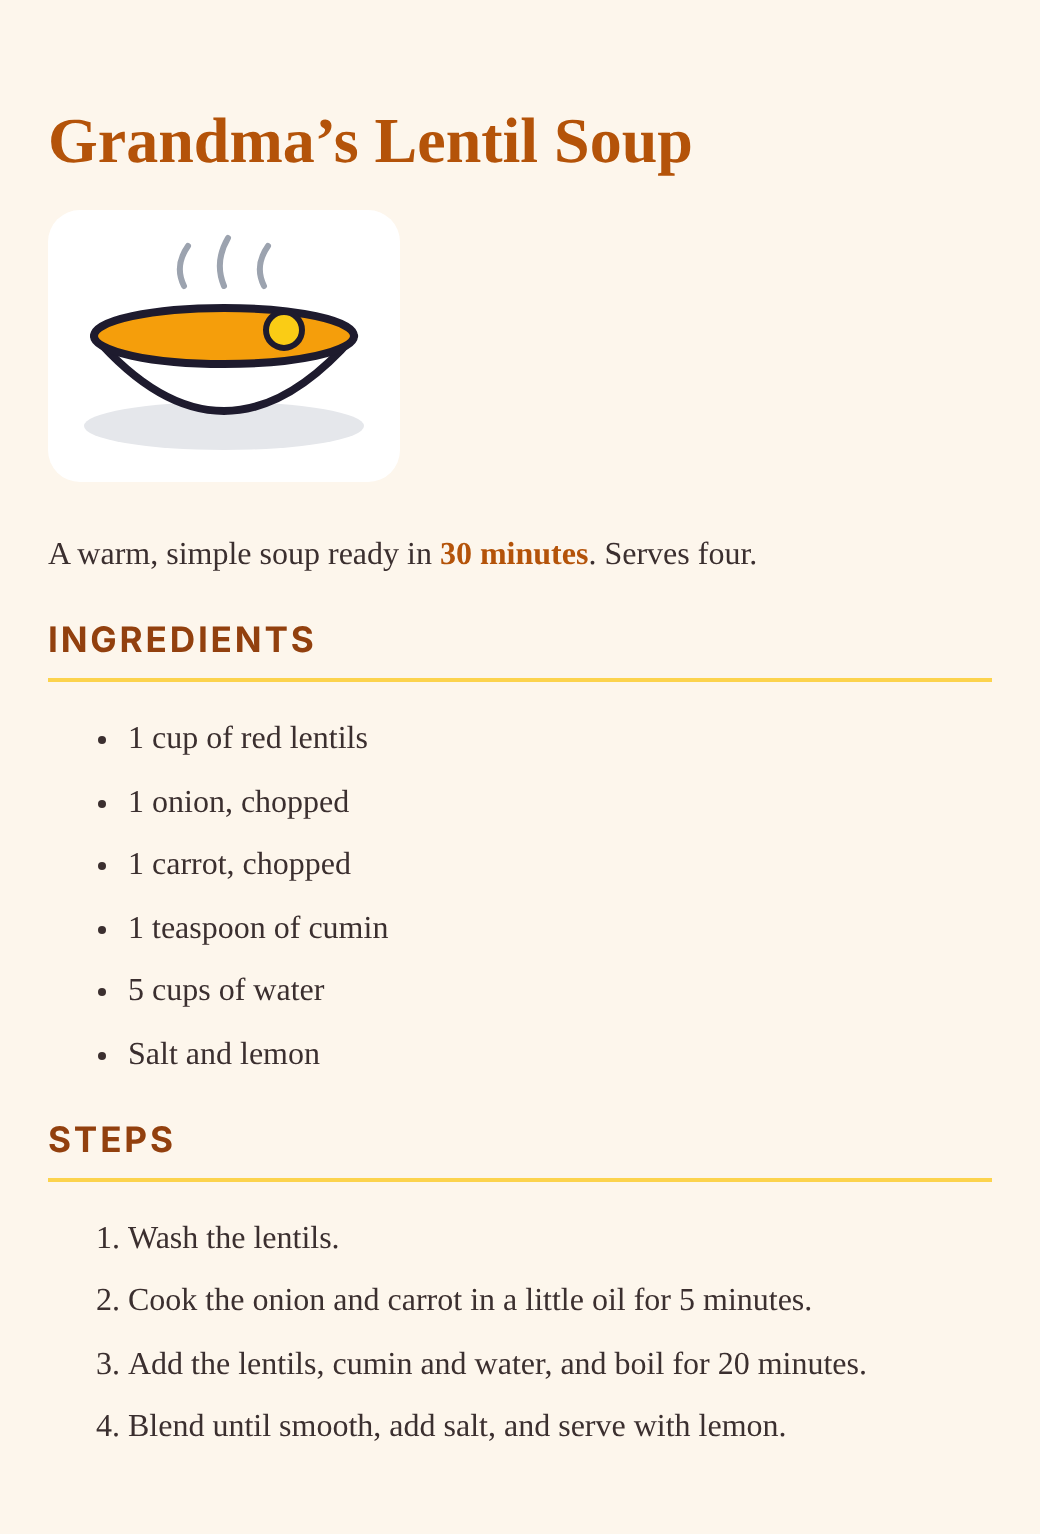 Grandma’s Lentil Soup
A warm, simple soup ready in 30 minutes. Serves four.
INGREDIENTS
• 1 cup of red lentils
• 1 onion, chopped
• 1 carrot, chopped
• 1 teaspoon of cumin
• 5 cups of water
• Salt and lemon
STEPS
1. Wash the lentils.
2. Cook the onion and carrot in a little oil for 5 minutes.
3. Add the lentils, cumin and water, and boil for 20 minutes.
4. Blend until smooth, add salt, and serve with lemon.